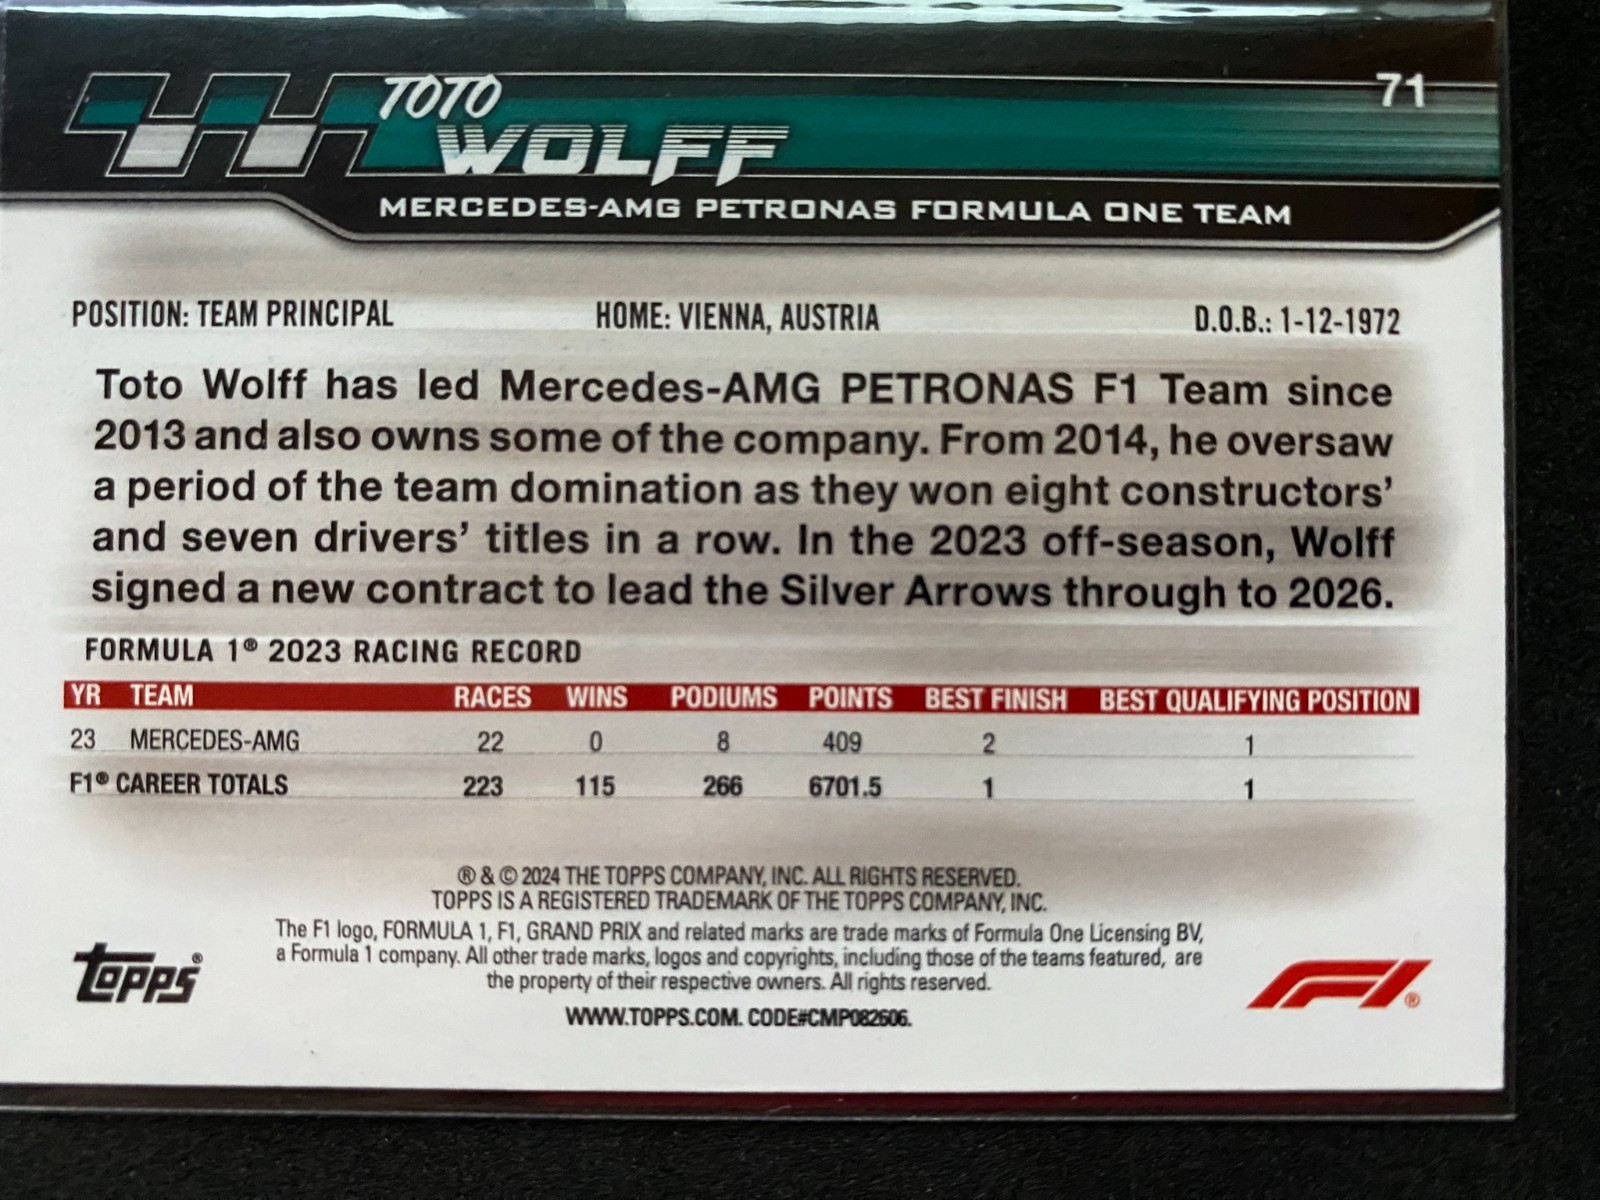 71
TOTO
WOLFF
MERCEDES-AMG PETRONAS FORMULA ONE TEAM
POSITION: TEAM PRINCIPAL HOME: VIENNA, AUSTRIA D.O.B.: 1-12-1972
Toto Wolff has led Mercedes-AMG PETRONAS F1 Team since
2013 and also owns some of the company. From 2014, he oversaw
a period of the team domination as they won eight constructors’
and seven drivers’ titles in a row. In the 2023 off-season, Wolff
signed a new contract to lead the Silver Arrows through to 2026.
FORMULA 1® 2023 RACING RECORD
YR TEAM RACES WINS PODIUMS POINTS BEST FINISH BEST QUALIFYING POSITION
23 MERCEDES-AMG 22 0 8 409 2 1
F1® CAREER TOTALS 223 115 266 6701.5 1 1
® & © 2024 THE TOPPS COMPANY, INC. ALL RIGHTS RESERVED.
TOPPS IS A REGISTERED TRADEMARK OF THE TOPPS COMPANY, INC.
The F1 logo, FORMULA 1, F1, GRAND PRIX and related marks are trade marks of Formula One Licensing BV,
a Formula 1 company. All other trade marks, logos and copyrights, including those of the teams featured, are
the property of their respective owners. All rights reserved.
WWW.TOPPS.COM. CODE#CMP082606.
topps®
F1®